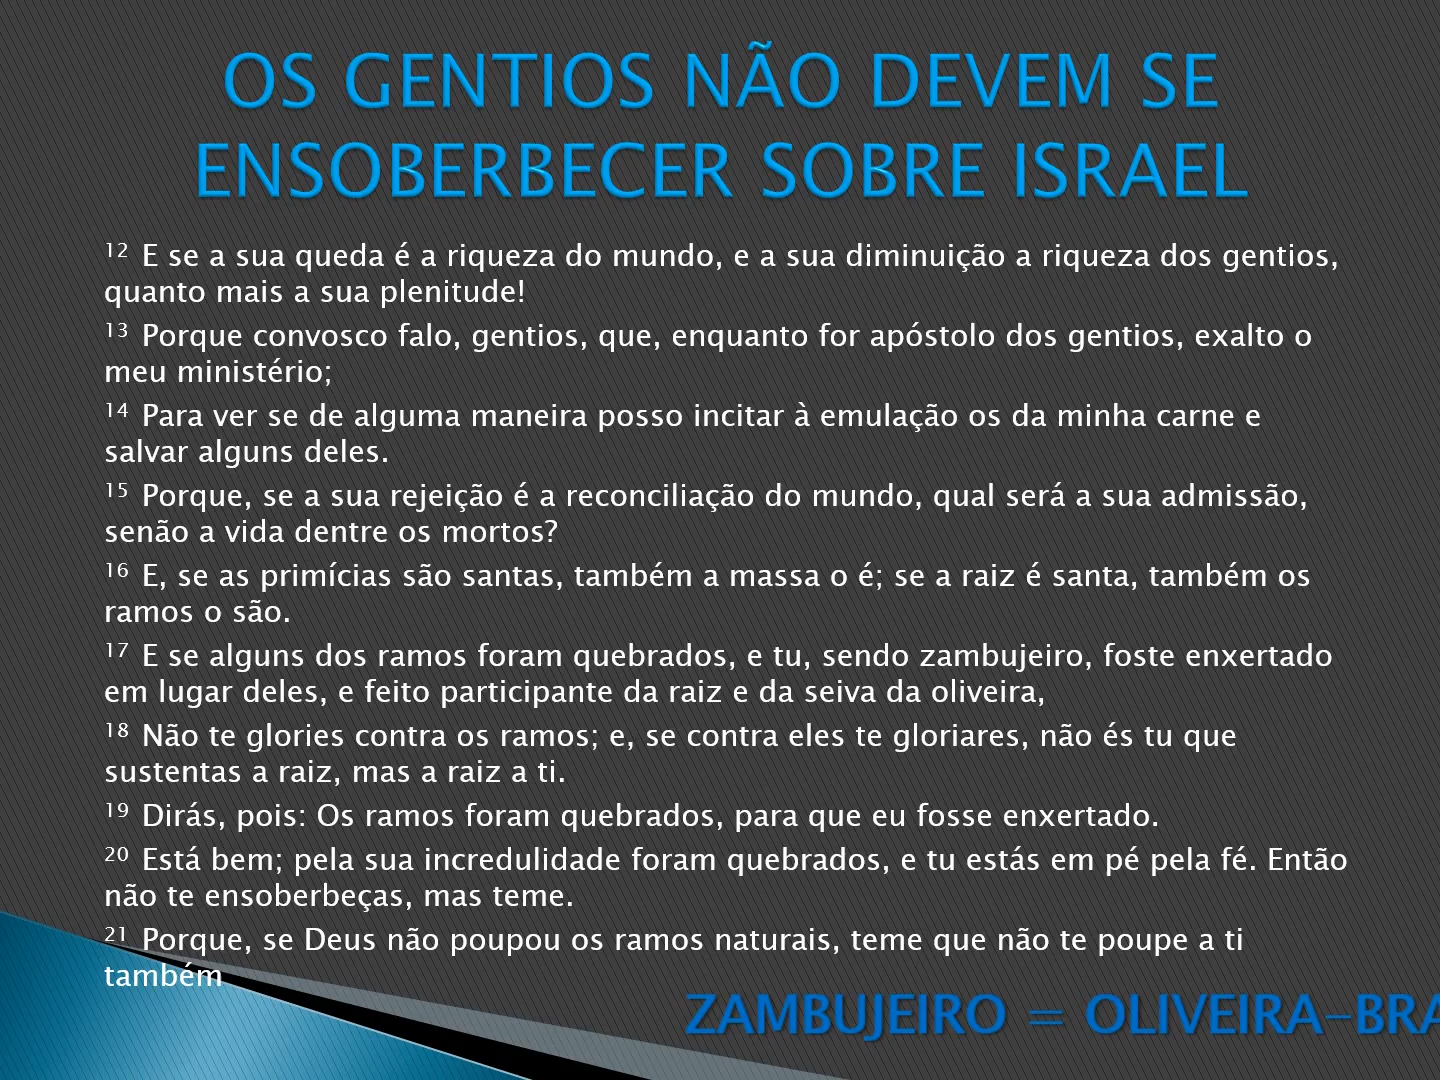 OS GENTIOS NÃO DEVEM SE
ENSOBERBECER SOBRE ISRAEL
12 E se a sua queda é a riqueza do mundo, e a sua diminuição a riqueza dos gentios,
quanto mais a sua plenitude!
13 Porque convosco falo, gentios, que, enquanto for apóstolo dos gentios, exalto o
meu ministério;
14 Para ver se de alguma maneira posso incitar à emulação os da minha carne e
salvar alguns deles.
15 Porque, se a sua rejeição é a reconciliação do mundo, qual será a sua admissão,
senão a vida dentre os mortos?
16 E, se as primícias são santas, também a massa o é; se a raiz é santa, também os
ramos o são.
17 E se alguns dos ramos foram quebrados, e tu, sendo zambujeiro, foste enxertado
em lugar deles, e feito participante da raiz e da seiva da oliveira,
18 Não te glories contra os ramos; e, se contra eles te gloriares, não és tu que
sustentas a raiz, mas a raiz a ti.
19 Dirás, pois: Os ramos foram quebrados, para que eu fosse enxertado.
20 Está bem; pela sua incredulidade foram quebrados, e tu estás em pé pela fé. Então
não te ensoberbeças, mas teme.
21 Porque, se Deus não poupou os ramos naturais, teme que não te poupe a ti
também
ZAMBUJEIRO = OLIVEIRA-BRA